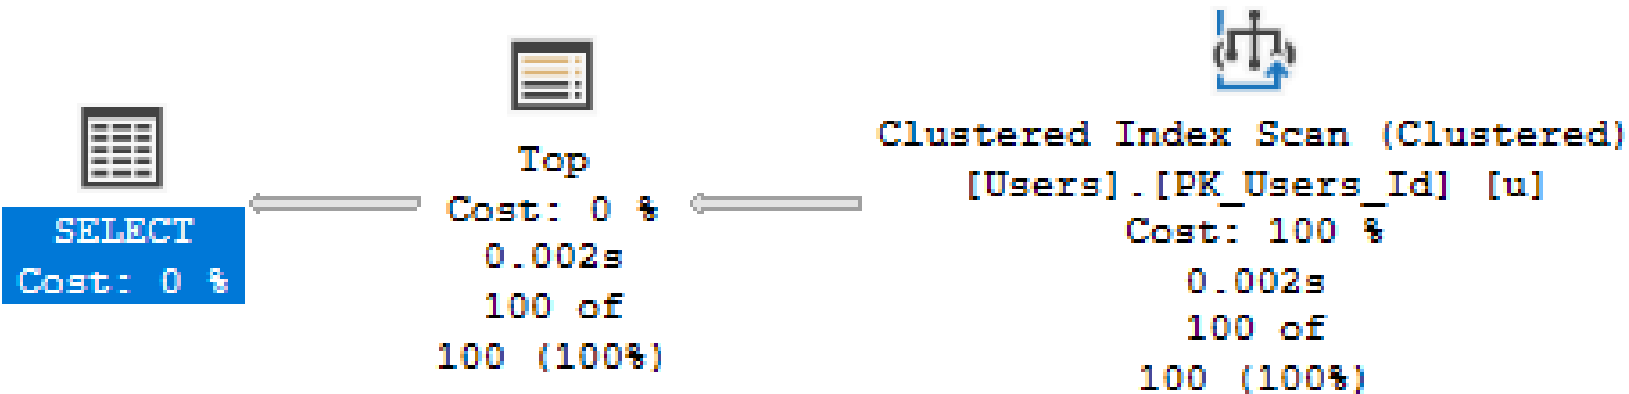 SELECT
Cost: 0 %
Top
Cost: 0 %
0.002s
100 of
100 (100%)
Clustered Index Scan (Clustered)
[Users].[PK_Users_Id] [u]
Cost: 100 %
0.002s
100 of
100 (100%)